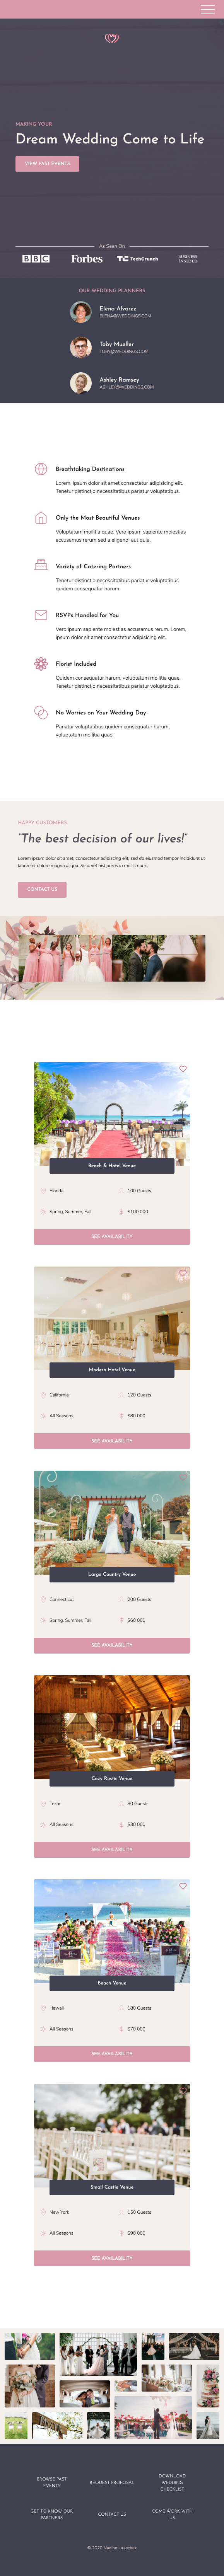 MAKING YOUR
Dream Wedding Come to Life
VIEW PAST EVENTS
As Seen On
BBC
Forbes
TC TechCrunch
BUSINESS
INSIDER
OUR WEDDING PLANNERS
Elena Alvarez
ELENA@WEDDINGS.COM
Toby Mueller
TOBY@WEDDINGS.COM
Ashley Ramsey
ASHLEY@WEDDINGS.COM
Breathtaking Destinations
Lorem, ipsum dolor sit amet consectetur adipisicing elit.
Tenetur distinctio necessitatibus pariatur voluptatibus.
Only the Most Beautiful Venues
Voluptatum mollitia quae. Vero ipsum sapiente molestias
accusamus rerum sed a eligendi aut quia.
Variety of Catering Partners
Tenetur distinctio necessitatibus pariatur voluptatibus
quidem consequatur harum.
RSVPs Handled for You
Vero ipsum sapiente molestias accusamus rerum. Lorem,
ipsum dolor sit amet consectetur adipisicing elit.
Florist Included
Quidem consequatur harum, voluptatum mollitia quae.
Tenetur distinctio necessitatibus pariatur voluptatibus.
No Worries on Your Wedding Day
Pariatur voluptatibus quidem consequatur harum,
voluptatum mollitia quae.
HAPPY CUSTOMERS
"The best decision of our lives!"
Lorem ipsum dolor sit amet, consectetur adipiscing elit, sed do eiusmod tempor incididunt ut
labore et dolore magna aliqua. Sit amet nisl purus in mollis nunc.
CONTACT US
Beach & Hotel Venue
Florida
100 Guests
Spring, Summer, Fall
$100 000
SEE AVAILABILITY
Modern Hotel Venue
California
120 Guests
All Seasons
$80 000
SEE AVAILABILITY
Large Country Venue
Connecticut
200 Guests
Spring, Summer, Fall
$60 000
SEE AVAILABILITY
Cozy Rustic Venue
Texas
80 Guests
All Seasons
$30 000
SEE AVAILABILITY
Beach Venue
Hawaii
180 Guests
All Seasons
$70 000
SEE AVAILABILITY
Small Castle Venue
New York
150 Guests
All Seasons
$90 000
SEE AVAILABILITY
BROWSE PAST
EVENTS
REQUEST PROPOSAL
DOWNLOAD
WEDDING
CHECKLIST
GET TO KNOW OUR
PARTNERS
CONTACT US
COME WORK WITH
US